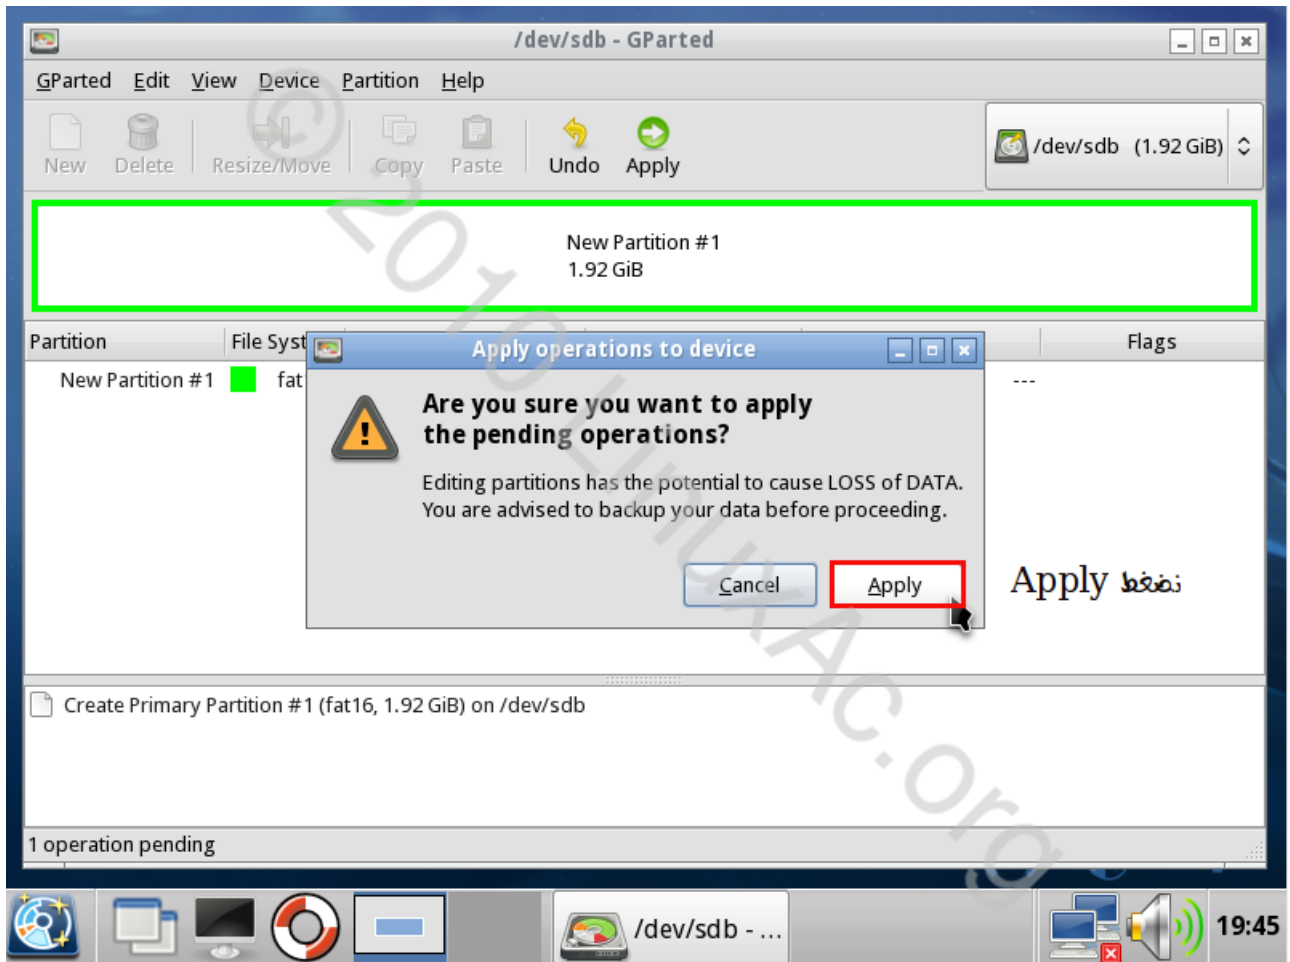 /dev/sdb - GParted
GParted Edit View Device Partition Help
New Delete Resize/Move Copy Paste Undo Apply
/dev/sdb (1.92 GiB)
New Partition #1
1.92 GiB
Partition File Syst Flags
New Partition #1 fat ---
Apply operations to device
Are you sure you want to apply
the pending operations?
Editing partitions has the potential to cause LOSS of DATA.
You are advised to backup your data before proceeding.
Cancel Apply
نضغط Apply
Create Primary Partition #1 (fat16, 1.92 GiB) on /dev/sdb
1 operation pending
/dev/sdb - ...
19:45
© 2010 LinuxAc.org